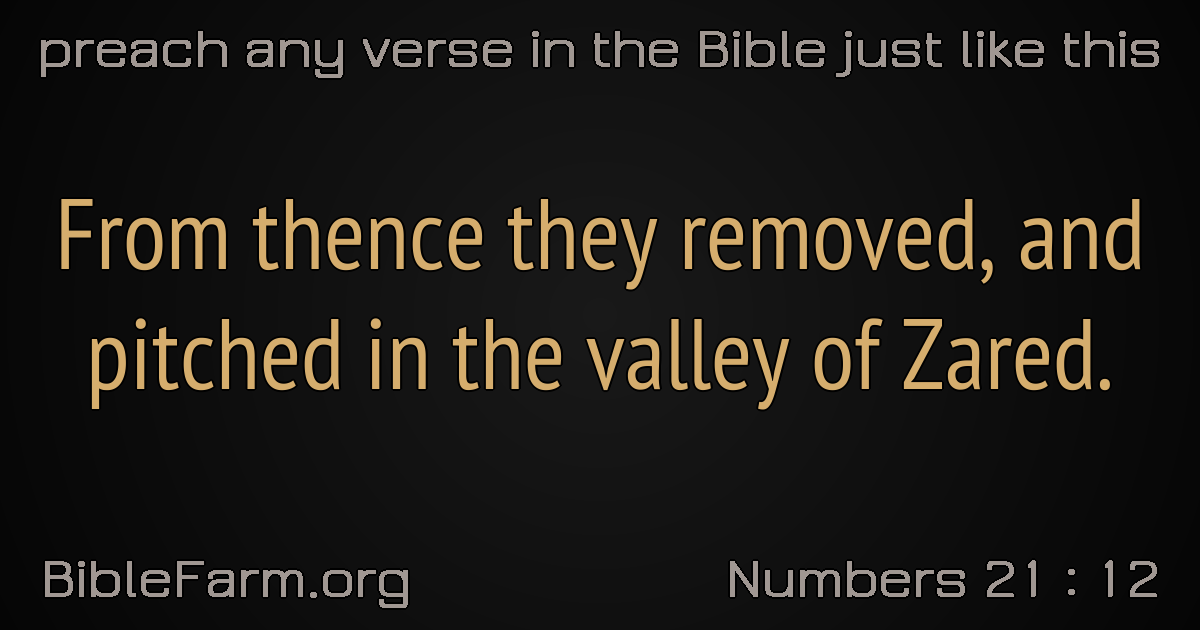 preach any verse in the Bible just like this
From thence they removed, and
pitched in the valley of Zared.
BibleFarm.org
Numbers 21 : 12